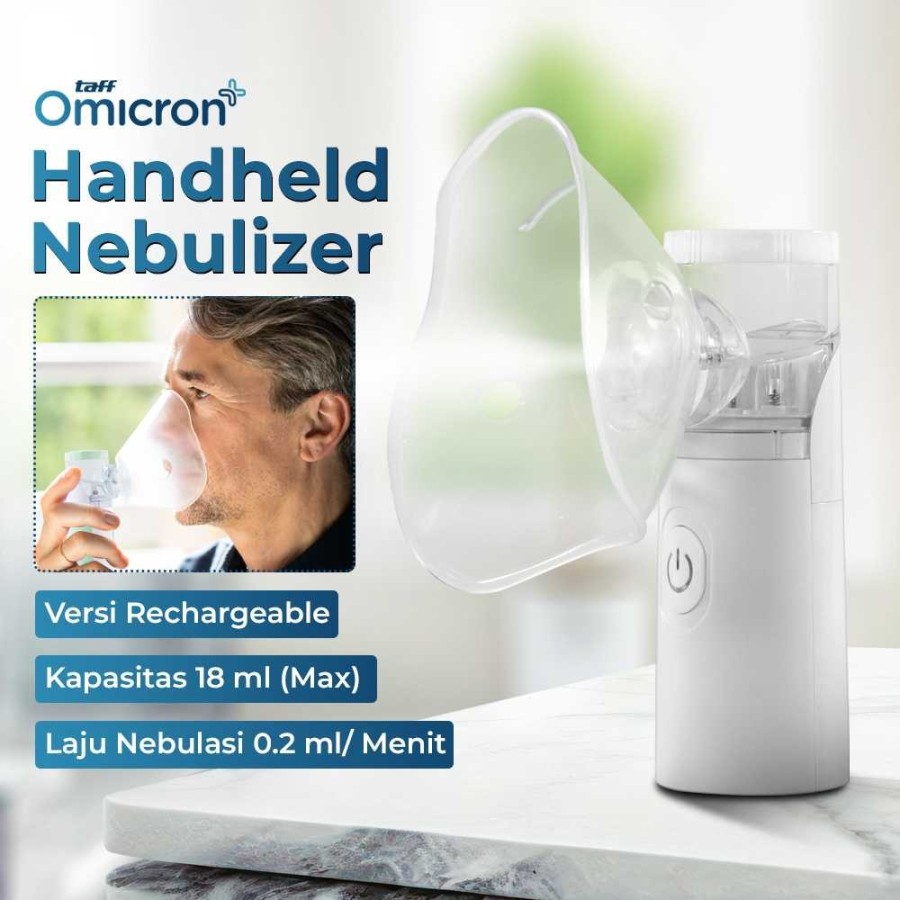 taff
Omicron
Handheld
Nebulizer
Versi Rechargeable
Kapasitas 18 ml (Max)
Laju Nebulasi 0.2 ml/ Menit